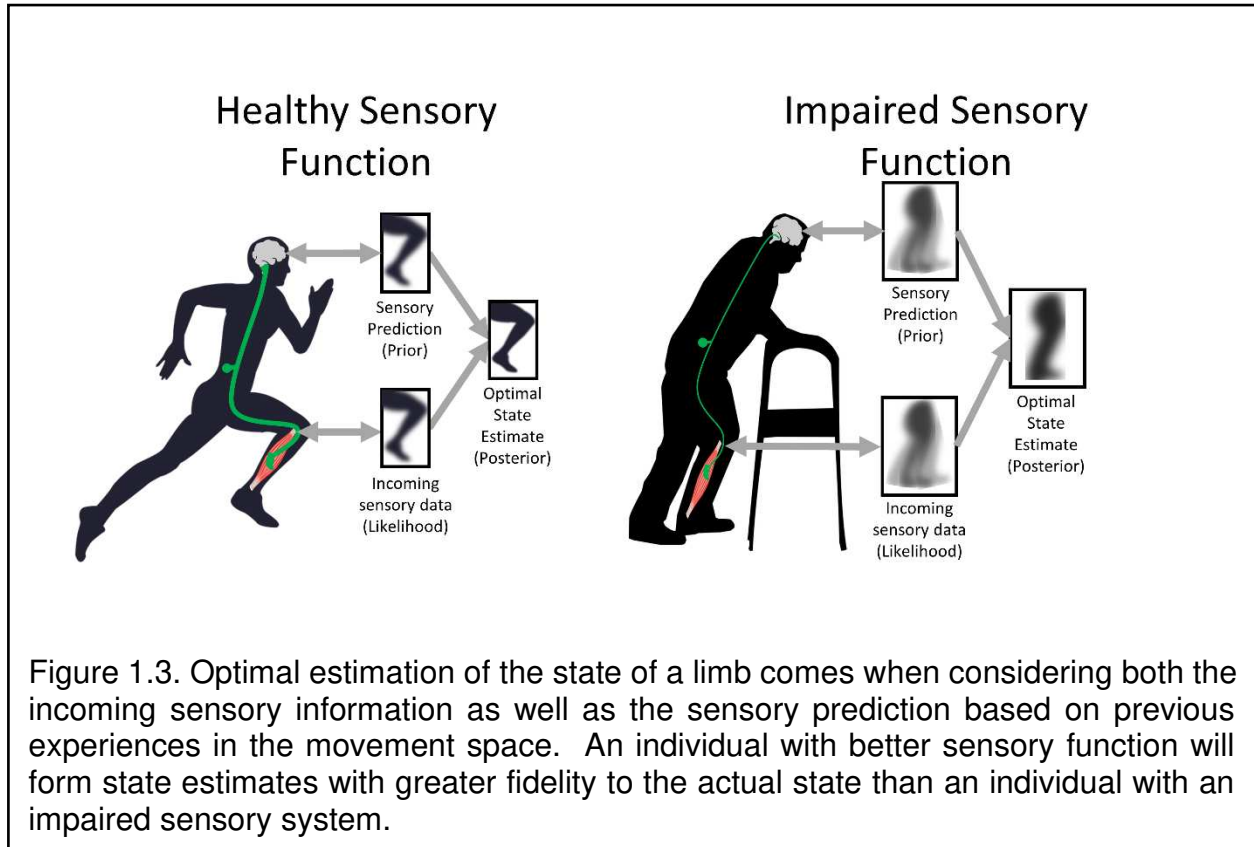 Healthy Sensory
Function
Sensory
Prediction
(Prior)
Incoming
sensory data
(Likelihood)
Optimal
State
Estimate
(Posterior)
Impaired Sensory
Function
Sensory
Prediction
(Prior)
Incoming
sensory data
(Likelihood)
Optimal
State
Estimate
(Posterior)
Figure 1.3. Optimal estimation of the state of a limb comes when considering both the
incoming sensory information as well as the sensory prediction based on previous
experiences in the movement space. An individual with better sensory function will
form state estimates with greater fidelity to the actual state than an individual with an
impaired sensory system.